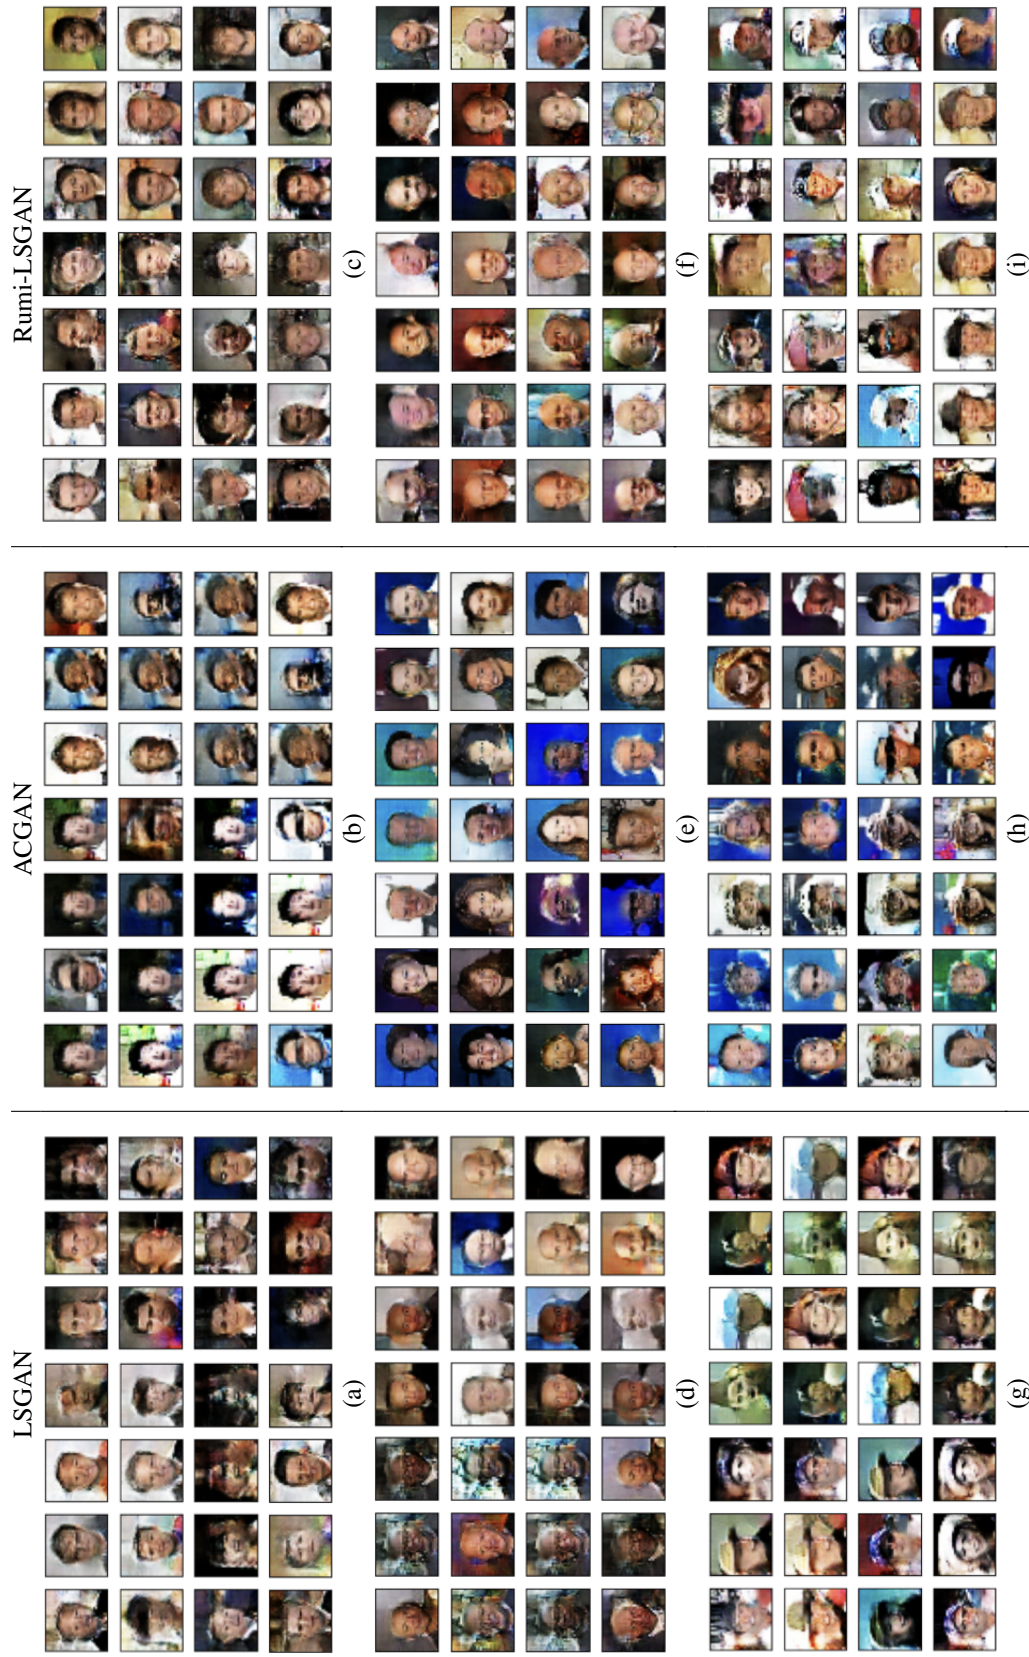 LSGAN
ACGAN
Rumi-LSGAN
(a)
(b)
(c)
(d)
(e)
(f)
(g)
(h)
(i)